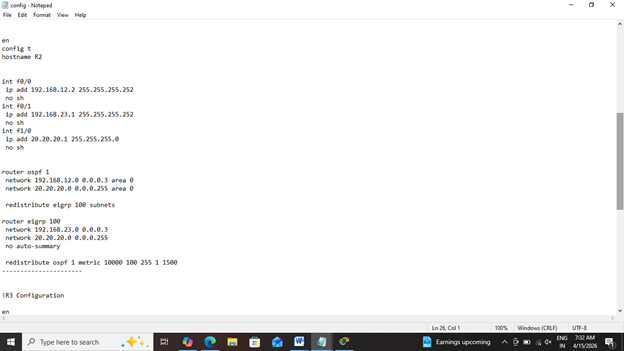 config - Notepad
File Edit Format View Help
en
config t
hostname R2
int f0/0
ip add 192.168.12.2 255.255.255.252
no sh
int f0/1
ip add 192.168.23.1 255.255.255.252
no sh
int f1/0
ip add 20.20.20.1 255.255.255.0
no sh
router ospf 1
network 192.168.12.0 0.0.0.3 area 0
network 20.20.20.0 0.0.0.255 area 0
redistribute eigrp 100 subnets
router eigrp 100
network 192.168.23.0 0.0.0.3
network 20.20.20.0 0.0.0.255
no auto-summary
redistribute ospf 1 metric 10000 100 255 1 1500
----------------------
!R3 Configuration
en
Ln 26, Col 1 100% Windows (CRLF) UTF-8
Type here to search
Earnings upcoming
ENG
IN
7:32 AM
4/15/2026